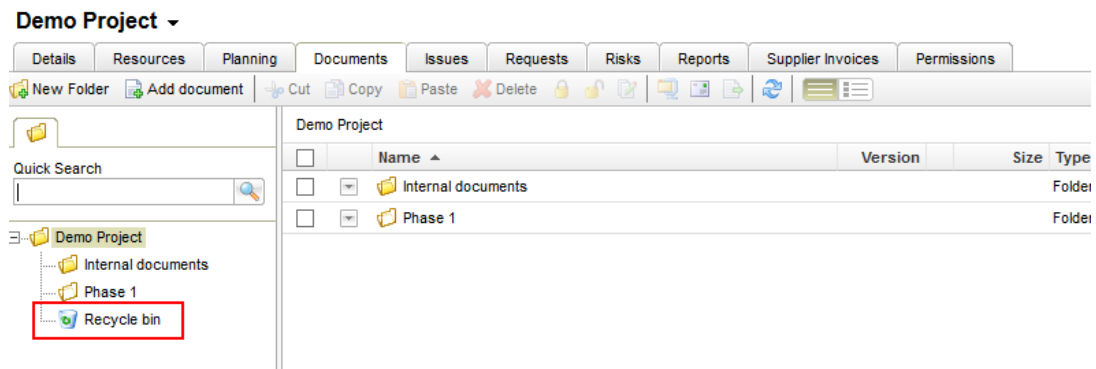 Demo Project
Details Resources Planning Documents Issues Requests Risks Reports Supplier Invoices Permissions
New Folder Add document Cut Copy Paste Delete
Demo Project
Name Version Size Type
Quick Search
Internal documents Folder
Phase 1 Folder
Demo Project
Internal documents
Phase 1
Recycle bin